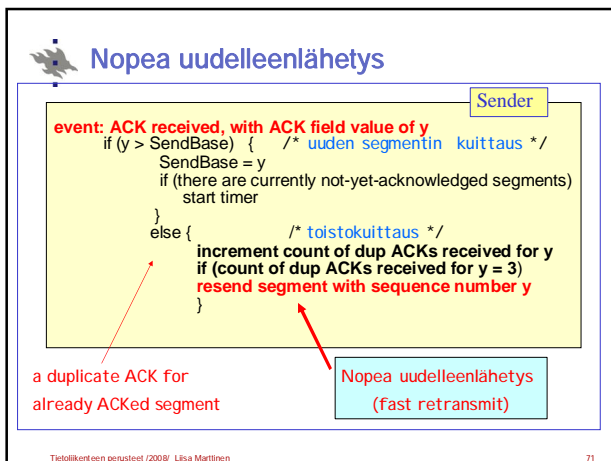 Nopea uudelleenlähetys
Sender
event: ACK received, with ACK field value of y
if (y > SendBase) { /* uuden segmentin kuittaus */
SendBase = y
if (there are currently not-yet-acknowledged segments)
start timer
}
else { /* toistokuittaus */
increment count of dup ACKs received for y
if (count of dup ACKs received for y = 3)
resend segment with sequence number y
}
a duplicate ACK for
already ACKed segment
Nopea uudelleenlähetys
(fast retransmit)
Tietoliikenteen perusteet /2008/ Liisa Marttinen
71